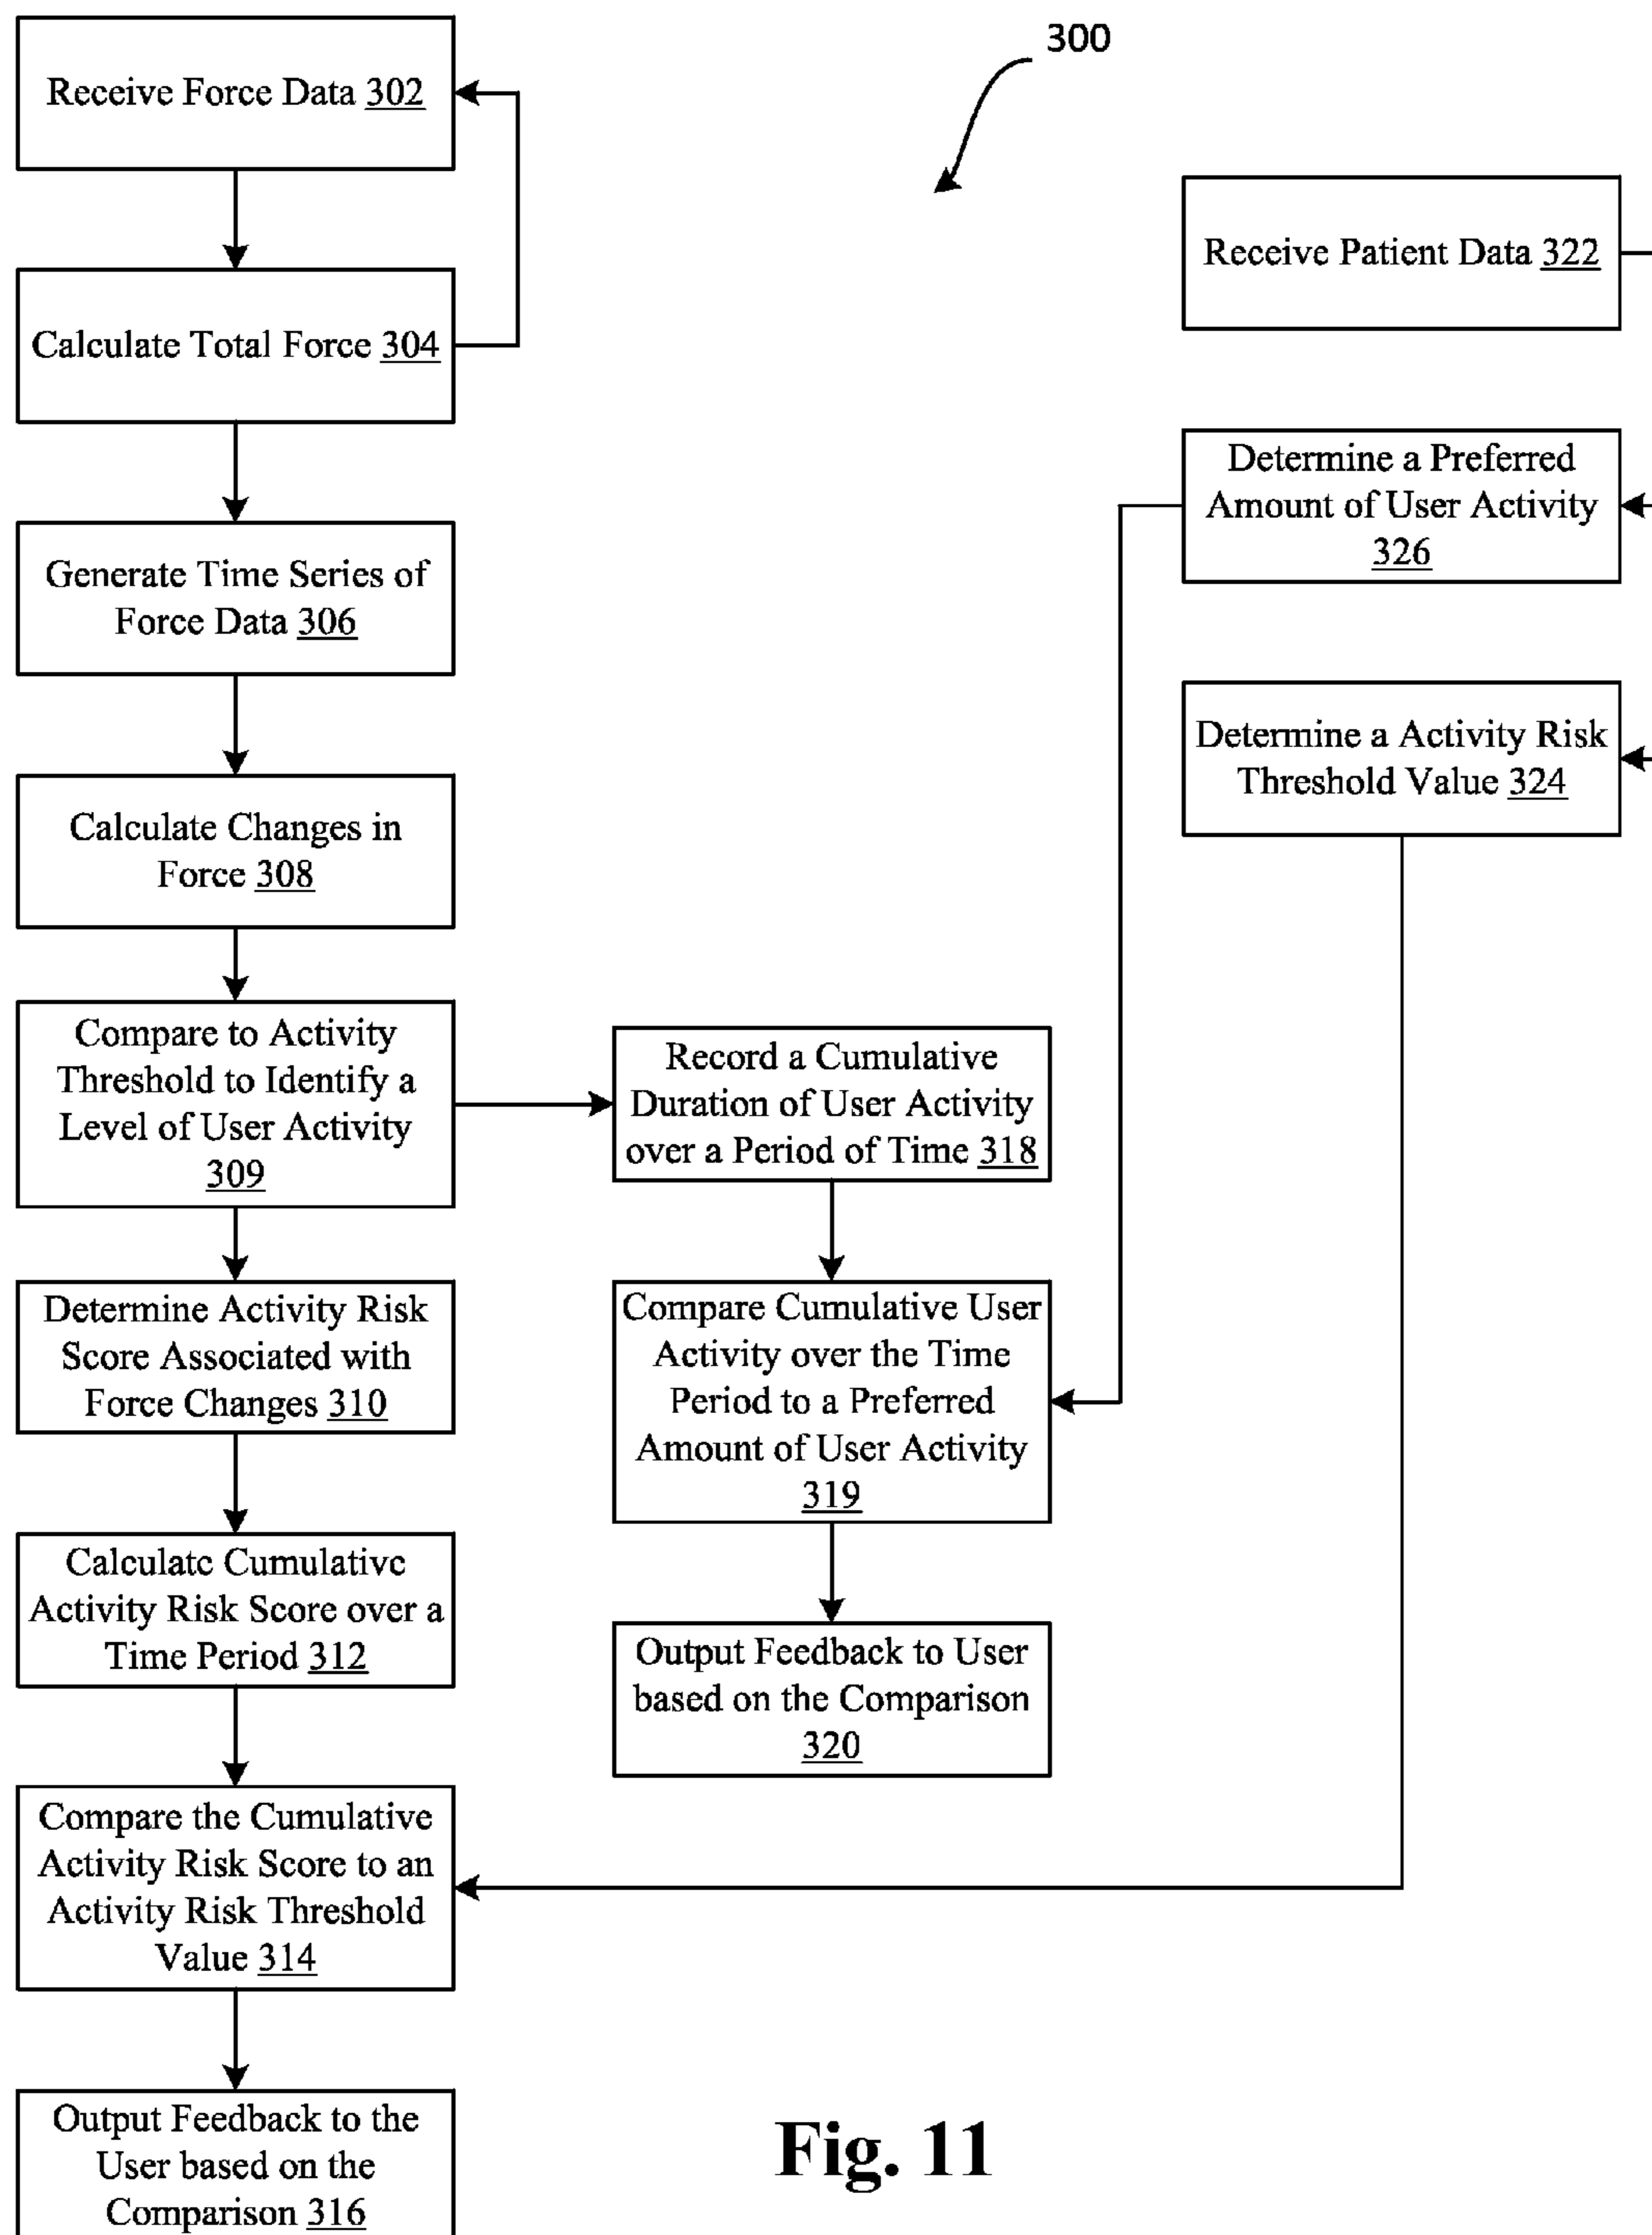 300
Receive Force Data 302
Calculate Total Force 304
Generate Time Series of
Force Data 306
Calculate Changes in
Force 308
Compare to Activity
Threshold to Identify a
Level of User Activity
309
Determine Activity Risk
Score Associated with
Force Changes 310
Calculate Cumulative
Activity Risk Score over a
Time Period 312
Compare the Cumulative
Activity Risk Score to an
Activity Risk Threshold
Value 314
Output Feedback to the
User based on the
Comparison 316
Record a Cumulative
Duration of User Activity
over a Period of Time 318
Compare Cumulative User
Activity over the Time
Period to a Preferred
Amount of User Activity
319
Output Feedback to User
based on the Comparison
320
Receive Patient Data 322
Determine a Preferred
Amount of User Activity
326
Determine a Activity Risk
Threshold Value 324
Fig. 11